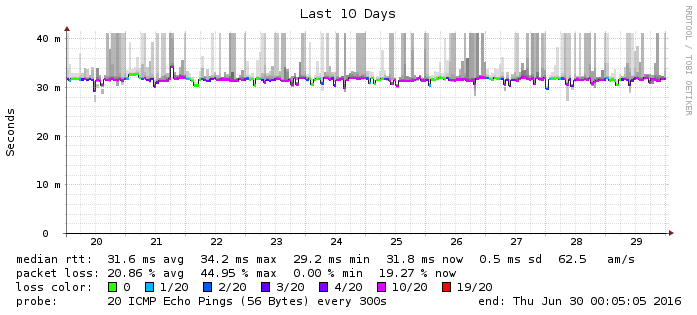 Last 10 Days
RRDTOOL / TOBI OETIKER
Seconds
40 m
30 m
20 m
10 m
0
20 21 22 23 24 25 26 27 28 29
median rtt: 31.6 ms avg 34.2 ms max 29.2 ms min 31.8 ms now 0.5 ms sd 62.5 am/s
packet loss: 20.86 % avg 44.95 % max 0.00 % min 19.27 % now
loss color: 0 1/20 2/20 3/20 4/20 10/20 19/20
probe: 20 ICMP Echo Pings (56 Bytes) every 300s end: Thu Jun 30 00:05:05 2016